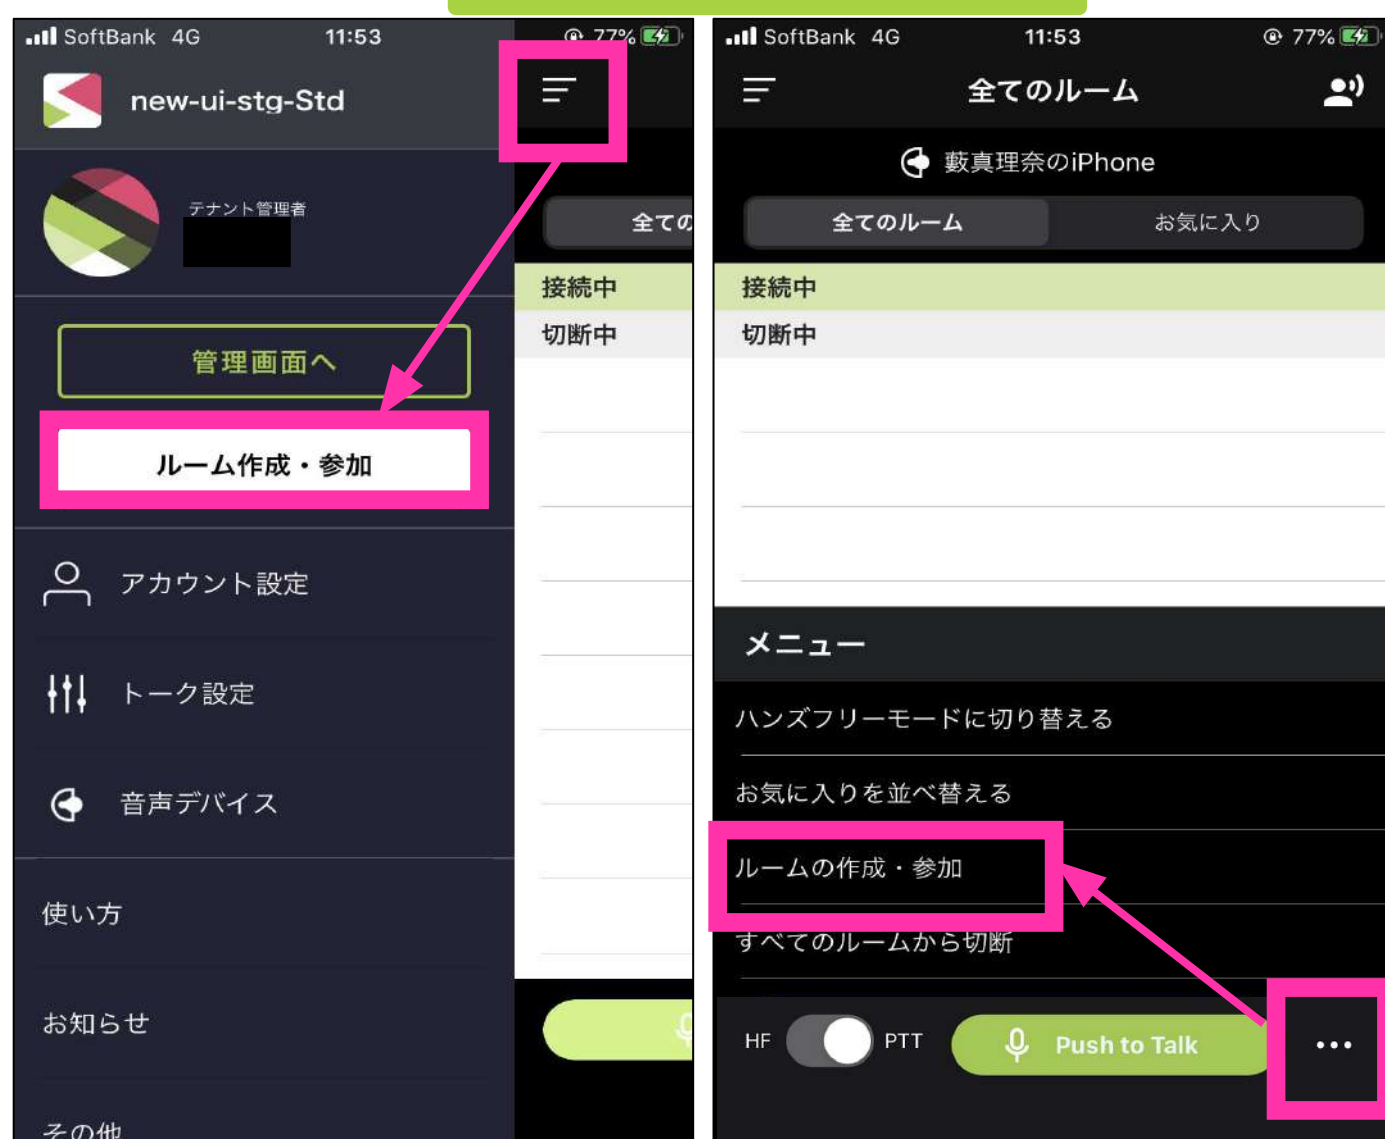 SoftBank 4G 11:53 77%
new-ui-stg-Std
テナント管理者
管理画面へ
ルーム作成・参加
アカウント設定
トーク設定
音声デバイス
使い方
お知らせ
その他
全ての
接続中
切断中
SoftBank 4G 11:53 77%
全てのルーム
藪真理奈のiPhone
全てのルーム お気に入り
接続中
切断中
メニュー
ハンズフリーモードに切り替える
お気に入りを並べ替える
ルームの作成・参加
すべてのルームから切断
HF PTT Push to Talk